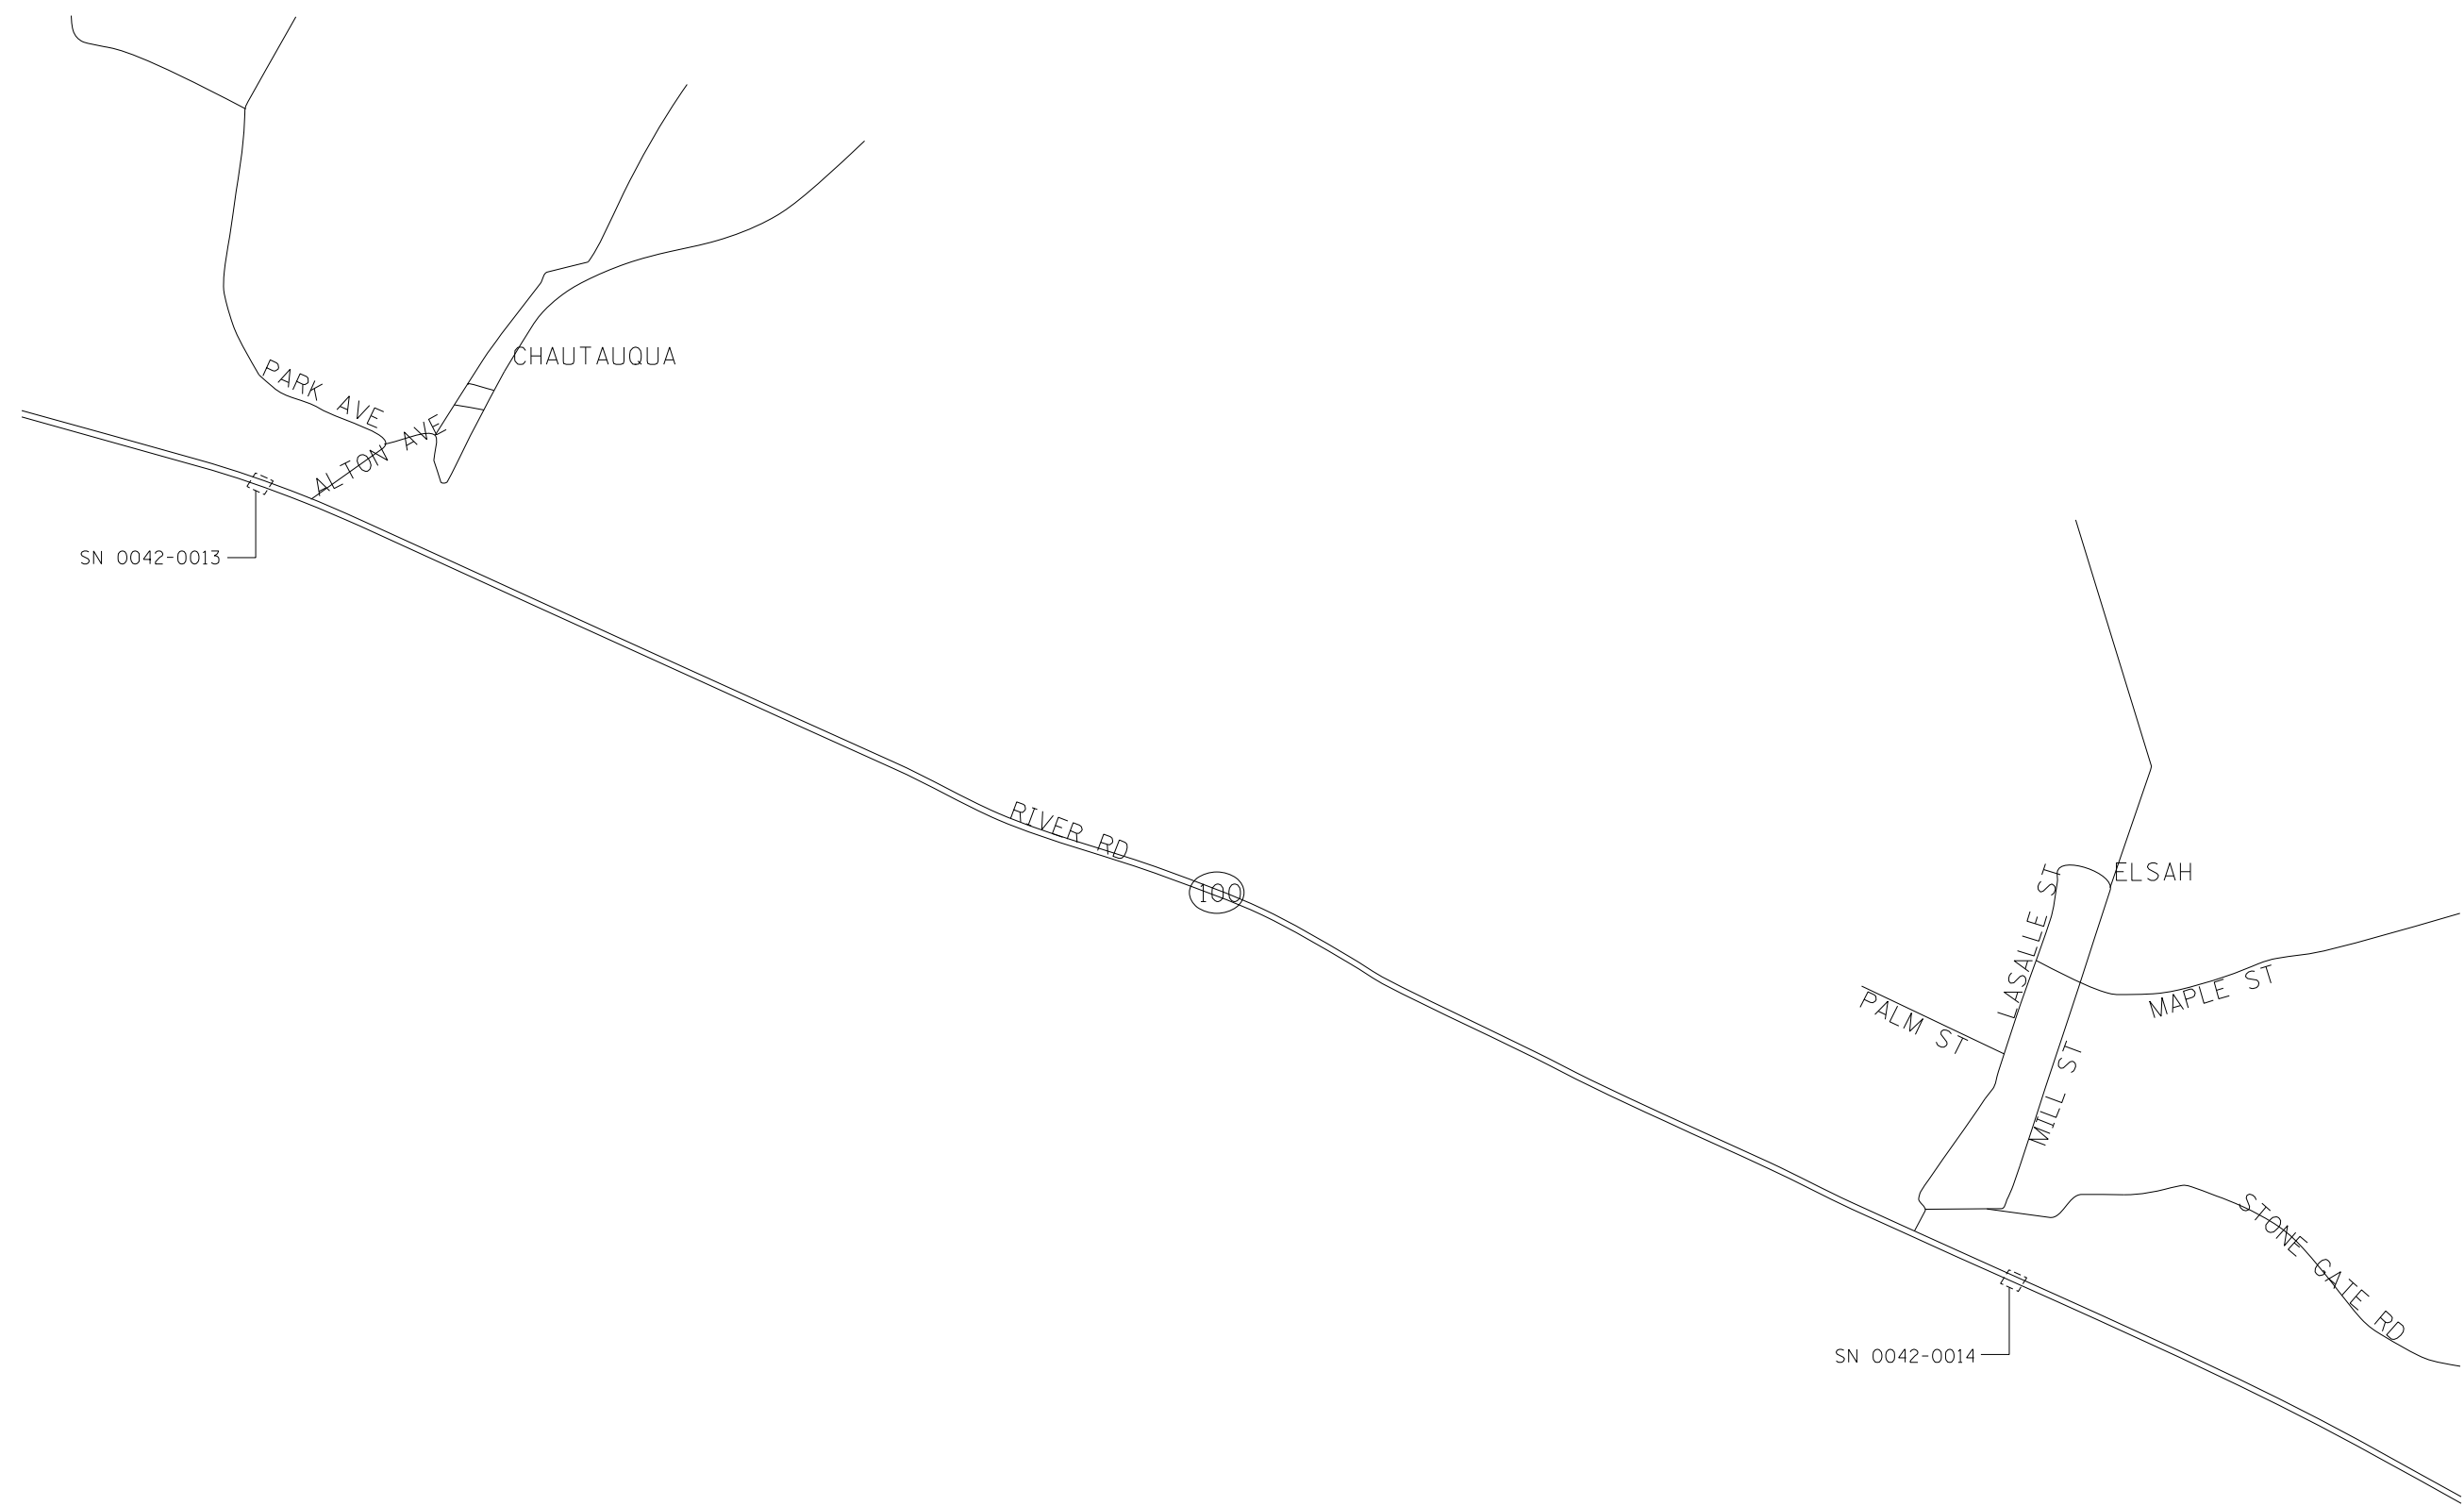 CHAUTAUQUA
PARK AVE
ALTON AVE
SN 0042-0013
RIVER RD
100
ELSAH
LASALLE ST
MAPLE ST
PALM ST
MILL ST
STONE GATE RD
SN 0042-0014